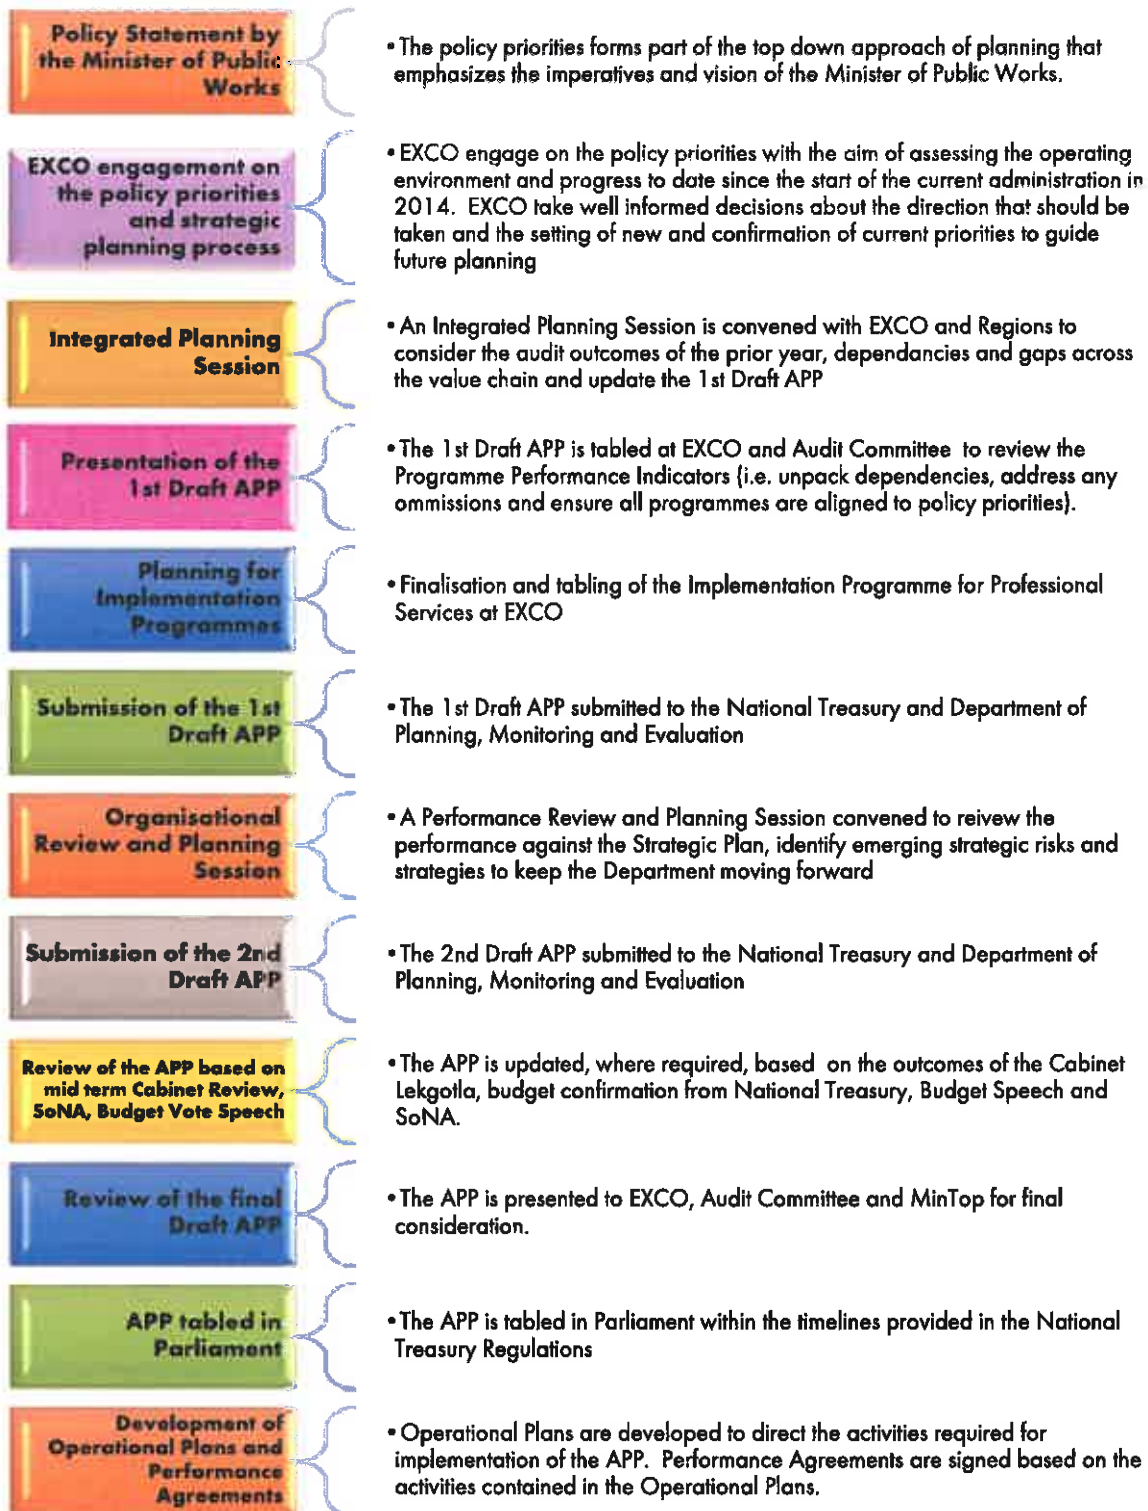 Policy Statement by
the Minister of Public
Works
• The policy priorities forms part of the top down approach of planning that
emphasizes the imperatives and vision of the Minister of Public Works.
EXCO engagement on
the policy priorities
and strategic
planning process
• EXCO engage on the policy priorities with the aim of assessing the operating
environment and progress to date since the start of the current administration in
2014. EXCO take well informed decisions about the direction that should be
taken and the setting of new and confirmation of current priorities to guide
future planning
Integrated Planning
Session
• An Integrated Planning Session is convened with EXCO and Regions to
consider the audit outcomes of the prior year, dependancies and gaps across
the value chain and update the 1st Draft APP
Presentation of the
1st Draft APP
• The 1st Draft APP is tabled at EXCO and Audit Committee to review the
Programme Performance Indicators (i.e. unpack dependencies, address any
ommissions and ensure all programmes are aligned to policy priorities).
Planning for
Implementation
Programmes
• Finalisation and tabling of the Implementation Programme for Professional
Services at EXCO
Submission of the 1st
Draft APP
• The 1st Draft APP submitted to the National Treasury and Department of
Planning, Monitoring and Evaluation
Organisational
Review and Planning
Session
• A Performance Review and Planning Session convened to reivew the
performance against the Strategic Plan, identify emerging strategic risks and
strategies to keep the Department moving forward
Submission of the 2nd
Draft APP
• The 2nd Draft APP submitted to the National Treasury and Department of
Planning, Monitoring and Evaluation
Review of the APP based on
mid term Cabinet Review,
SoNA, Budget Vote Speech
• The APP is updated, where required, based on the outcomes of the Cabinet
Lekgotla, budget confirmation from National Treasury, Budget Speech and
SoNA.
Review of the final
Draft APP
• The APP is presented to EXCO, Audit Committee and MinTop for final
consideration.
APP tabled in
Parliament
• The APP is tabled in Parliament within the timelines provided in the National
Treasury Regulations
Development of
Operational Plans and
Performance
Agreements
• Operational Plans are developed to direct the activities required for
implementation of the APP. Performance Agreements are signed based on the
activities contained in the Operational Plans.